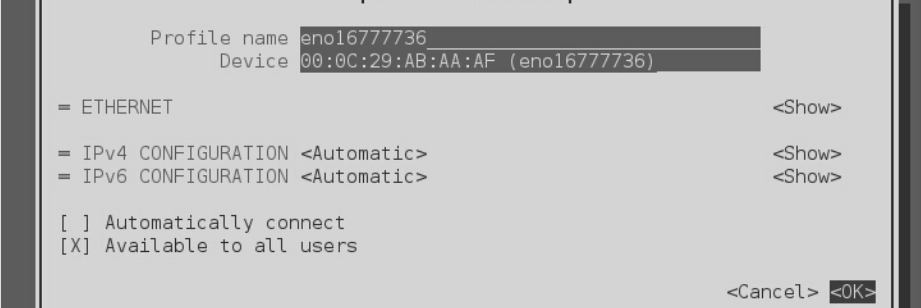 Profile name eno16777736
Device 00:0C:29:AB:AA:AF (eno16777736)
= ETHERNET <Show>
= IPv4 CONFIGURATION <Automatic> <Show>
= IPv6 CONFIGURATION <Automatic> <Show>
[ ] Automatically connect
[X] Available to all users
<Cancel> <OK>